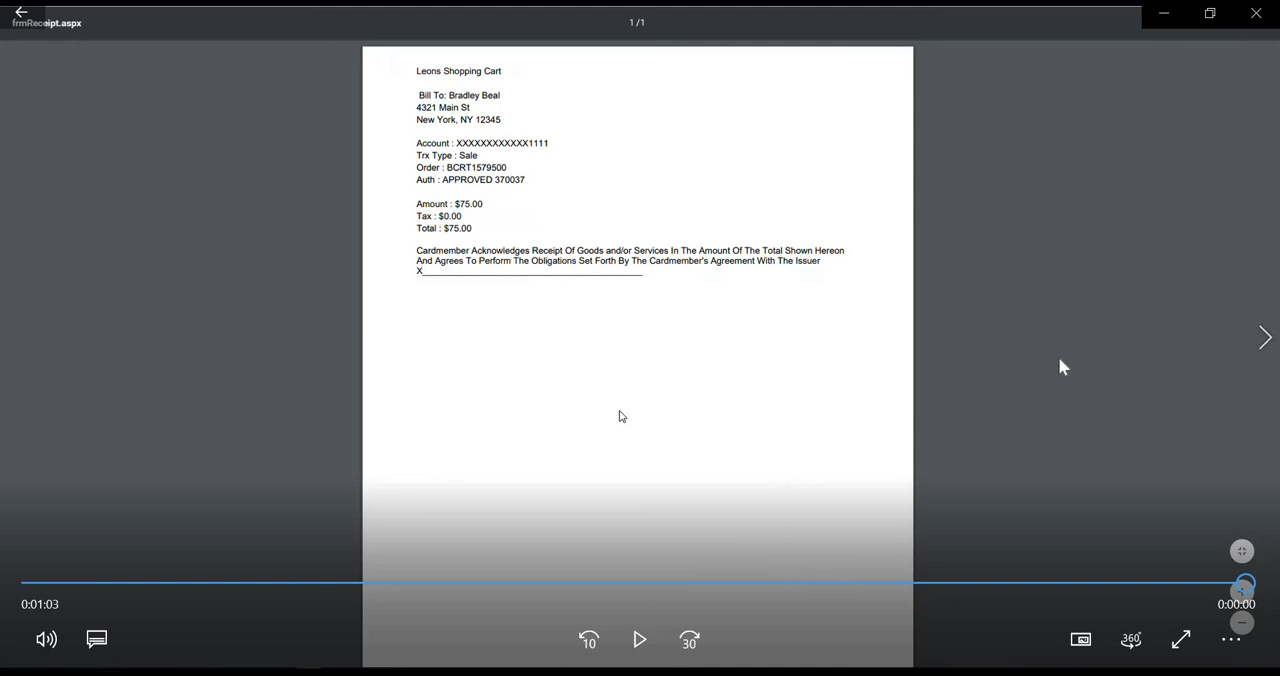 frmReceipt.aspx
1 / 1
Leons Shopping Cart
Bill To: Bradley Beal
4321 Main St
New York, NY 12345
Account : XXXXXXXXXXXX1111
Trx Type : Sale
Order : BCRT1579500
Auth : APPROVED 370037
Amount : $75.00
Tax : $0.00
Total : $75.00
Cardmember Acknowledges Receipt Of Goods and/or Services In The Amount Of The Total Shown Hereon
And Agrees To Perform The Obligations Set Forth By The Cardmember's Agreement With The Issuer
X________________________________________
0:01:03
0:00:00
10
30
360